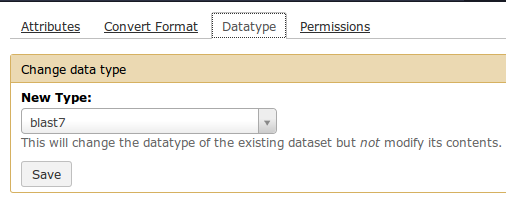 Attributes Convert Format Datatype Permissions
Change data type
New Type:
blast7
This will change the datatype of the existing dataset but not modify its contents.
Save